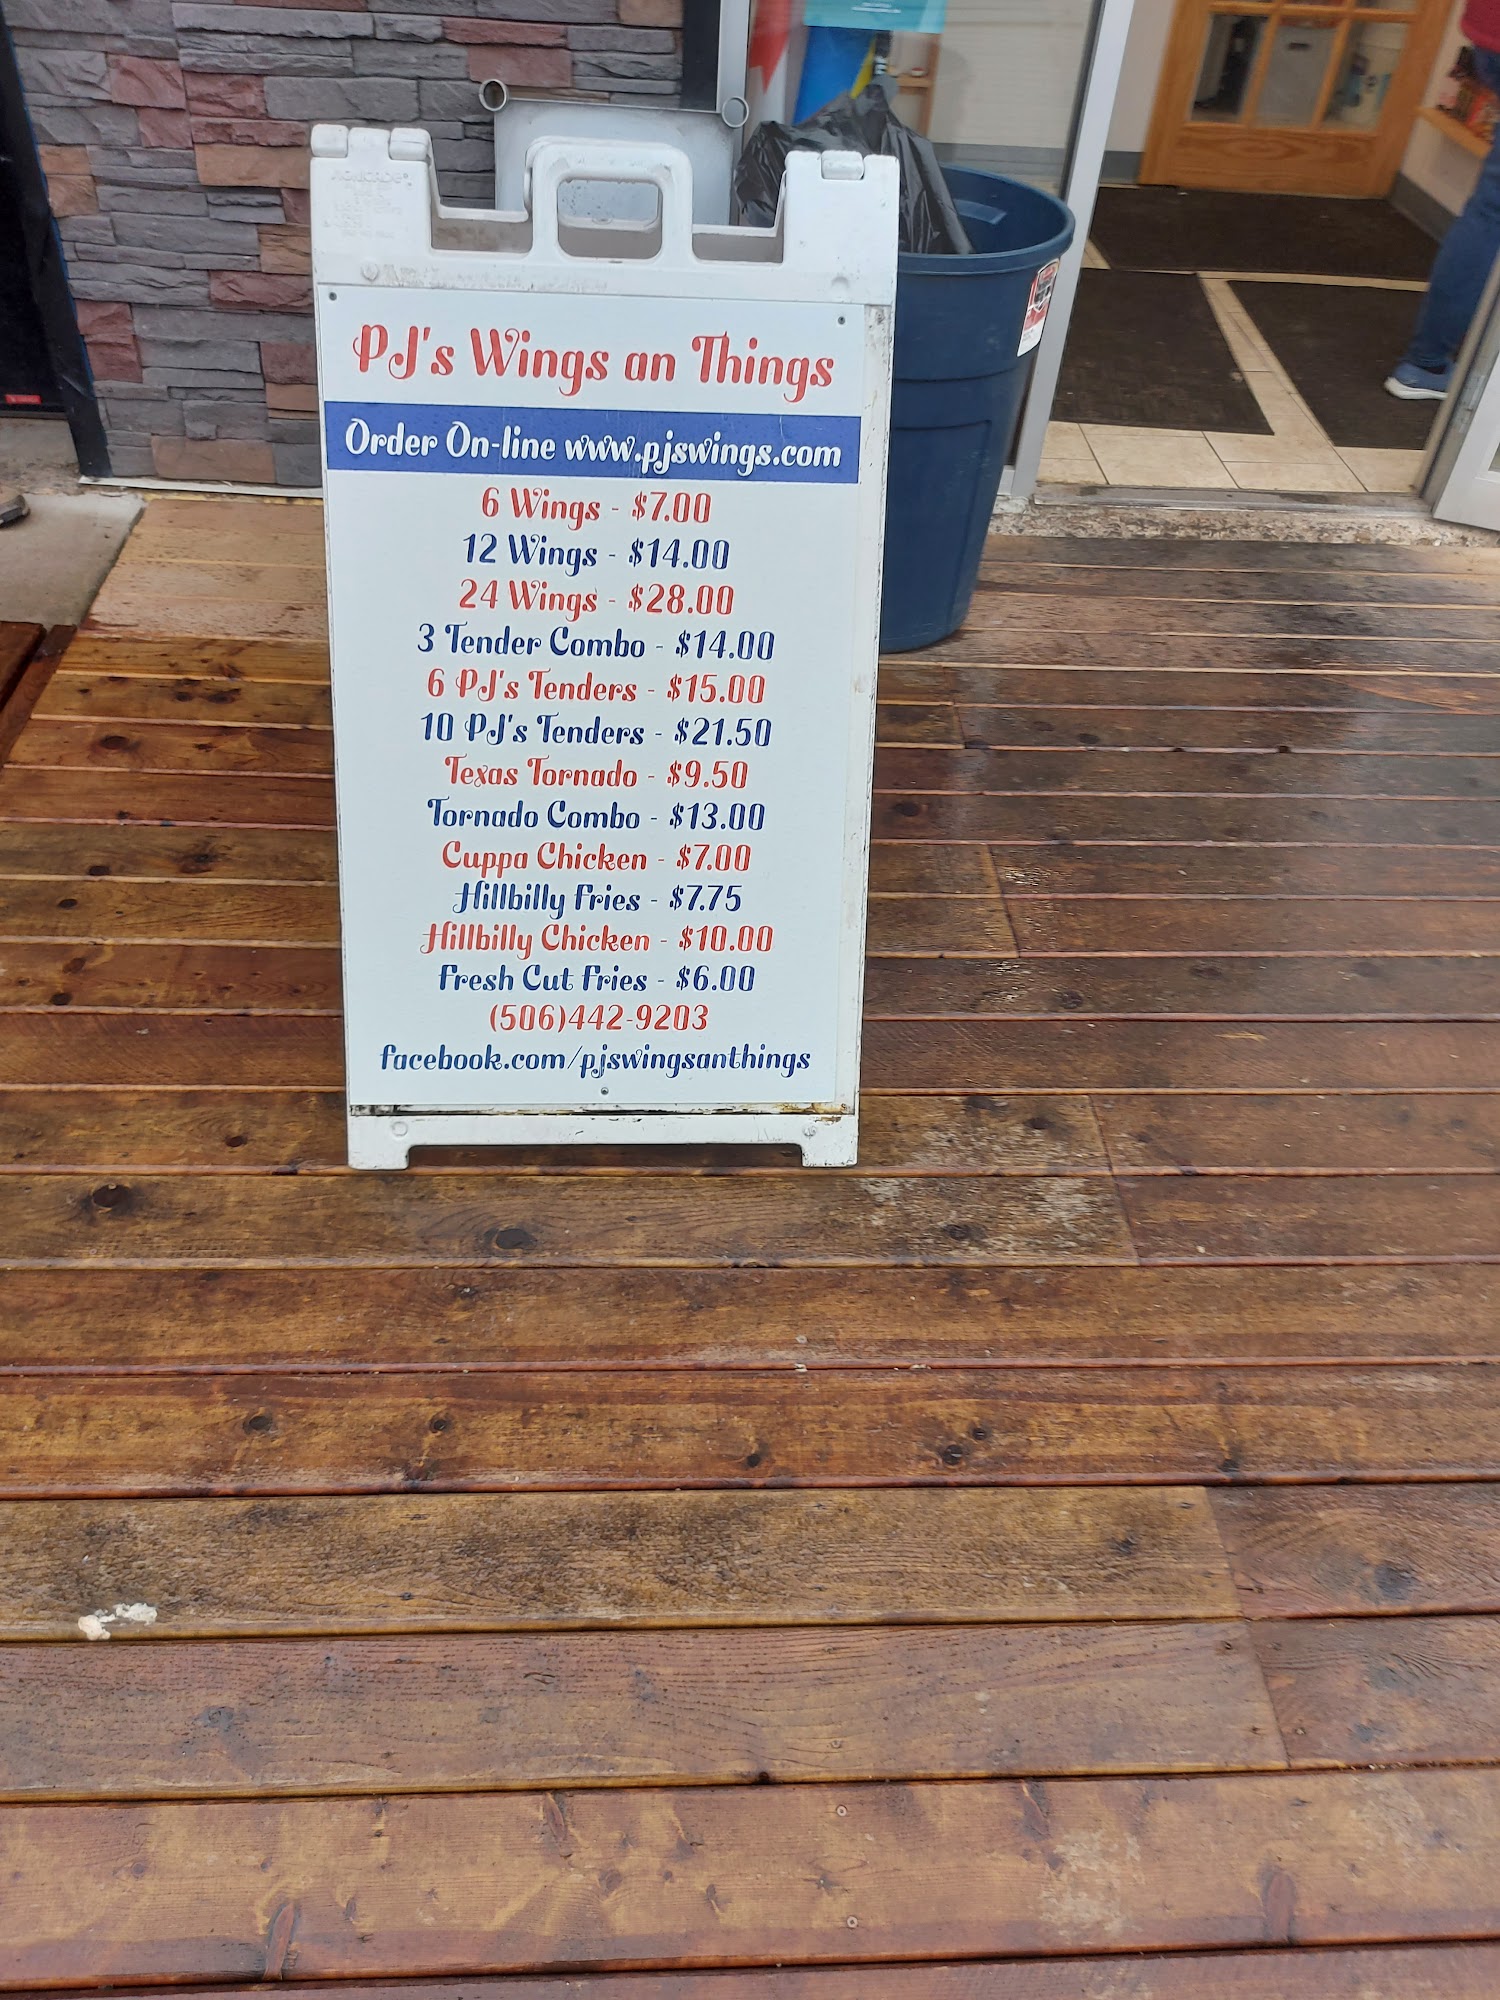 PJ's Wings an Things
Order On-line www.pjswings.com
6 Wings - $7.00
12 Wings - $14.00
24 Wings - $28.00
3 Tender Combo - $14.00
6 PJ's Tenders - $15.00
10 PJ's Tenders - $21.50
Texas Tornado - $9.50
Tornado Combo - $13.00
Cuppa Chicken - $7.00
Hillbilly Fries - $7.75
Hillbilly Chicken - $10.00
Fresh Cut Fries - $6.00
(506)442-9203
facebook.com/pjswingsanthings